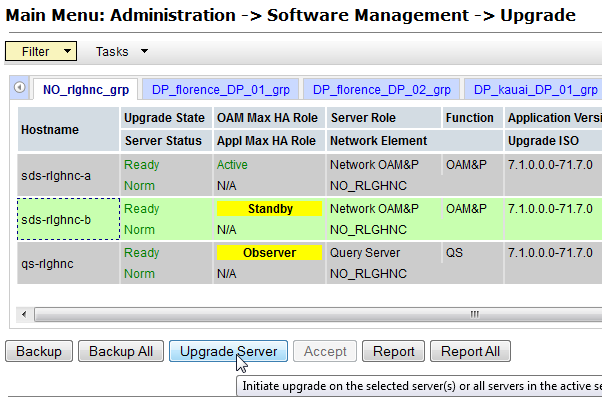 Main Menu: Administration -> Software Management -> Upgrade
Filter Tasks
NO_rlghnc_grp DP_florence_DP_01_grp DP_florence_DP_02_grp DP_kauai_DP_01_grp
Hostname Upgrade State OAM Max HA Role Server Role Function Application Versi
Server Status Appl Max HA Role Network Element Upgrade ISO
sds-rlghnc-a Ready Active Network OAM&P OAM&P 7.1.0.0.0-71.7.0
Norm N/A NO_RLGHNC
sds-rlghnc-b Ready Standby Network OAM&P OAM&P 7.1.0.0.0-71.7.0
Norm N/A NO_RLGHNC
qs-rlghnc Ready Observer Query Server QS 7.1.0.0.0-71.7.0
Norm N/A NO_RLGHNC
Backup Backup All Upgrade Server Accept Report Report All
Initiate upgrade on the selected server(s) or all servers in the active se